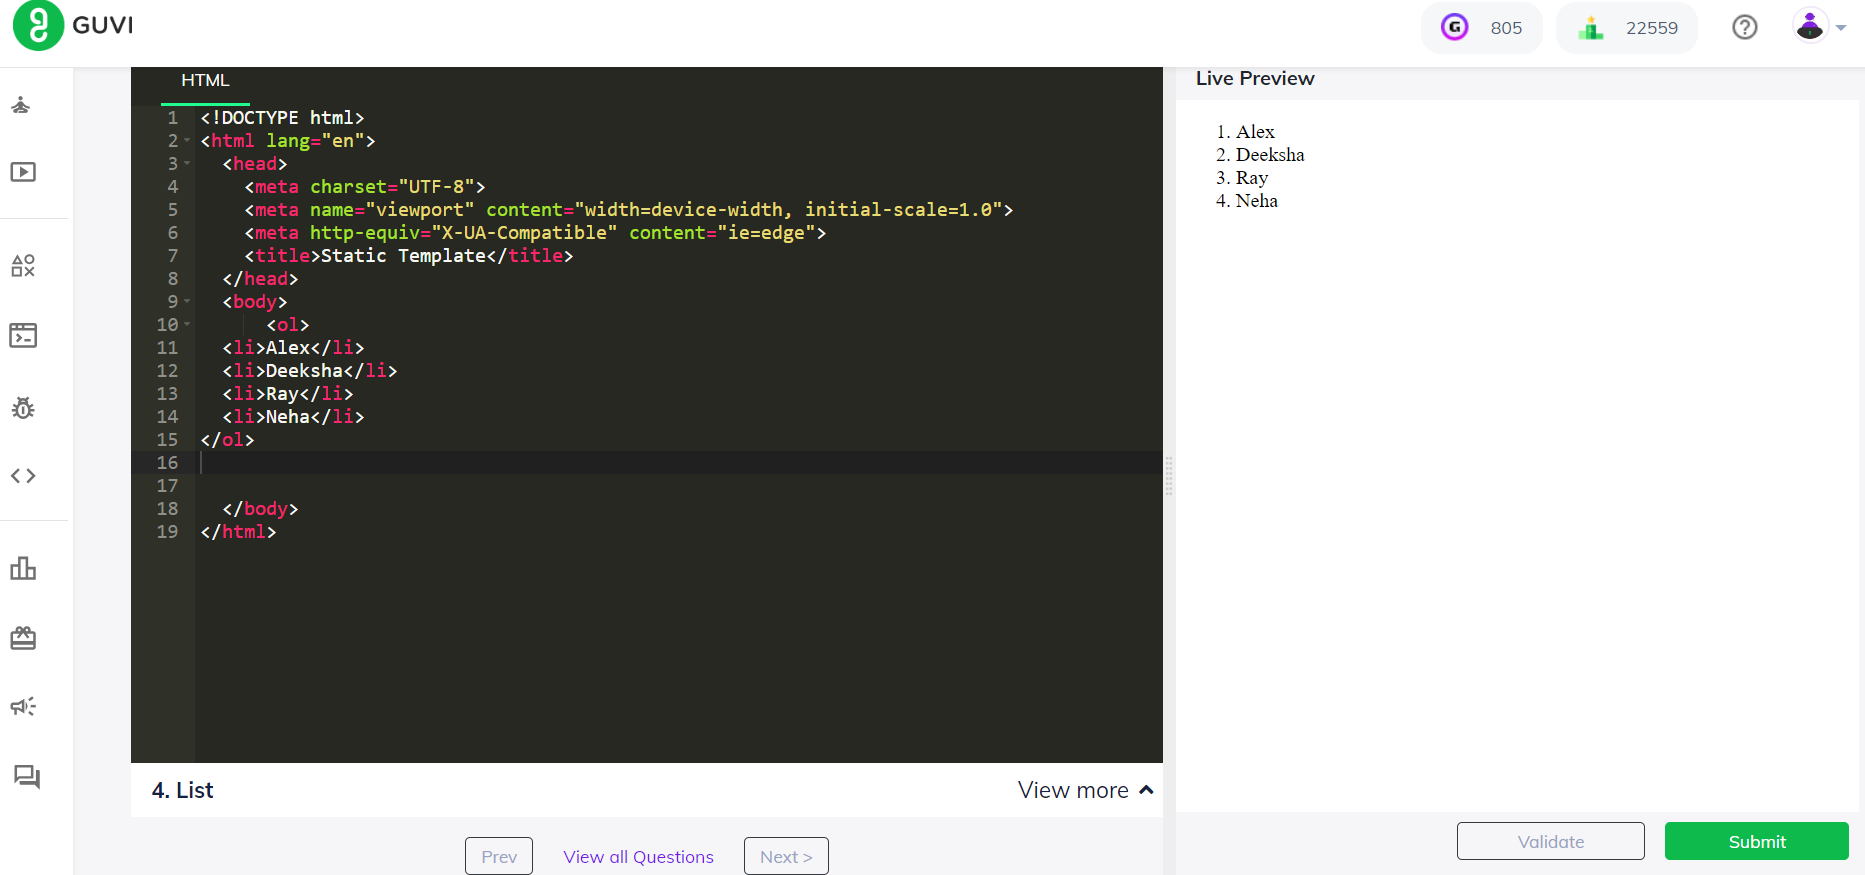 GUVI
805
22559
HTML
1 <!DOCTYPE html>
2 <html lang="en">
3 <head>
4 <meta charset="UTF-8">
5 <meta name="viewport" content="width=device-width, initial-scale=1.0">
6 <meta http-equiv="X-UA-Compatible" content="ie=edge">
7 <title>Static Template</title>
8 </head>
9 <body>
10 <ol>
11 <li>Alex</li>
12 <li>Deeksha</li>
13 <li>Ray</li>
14 <li>Neha</li>
15 </ol>
16
17
18 </body>
19 </html>
Live Preview
1. Alex
2. Deeksha
3. Ray
4. Neha
4. List
View more
Prev
View all Questions
Next >
Validate
Submit